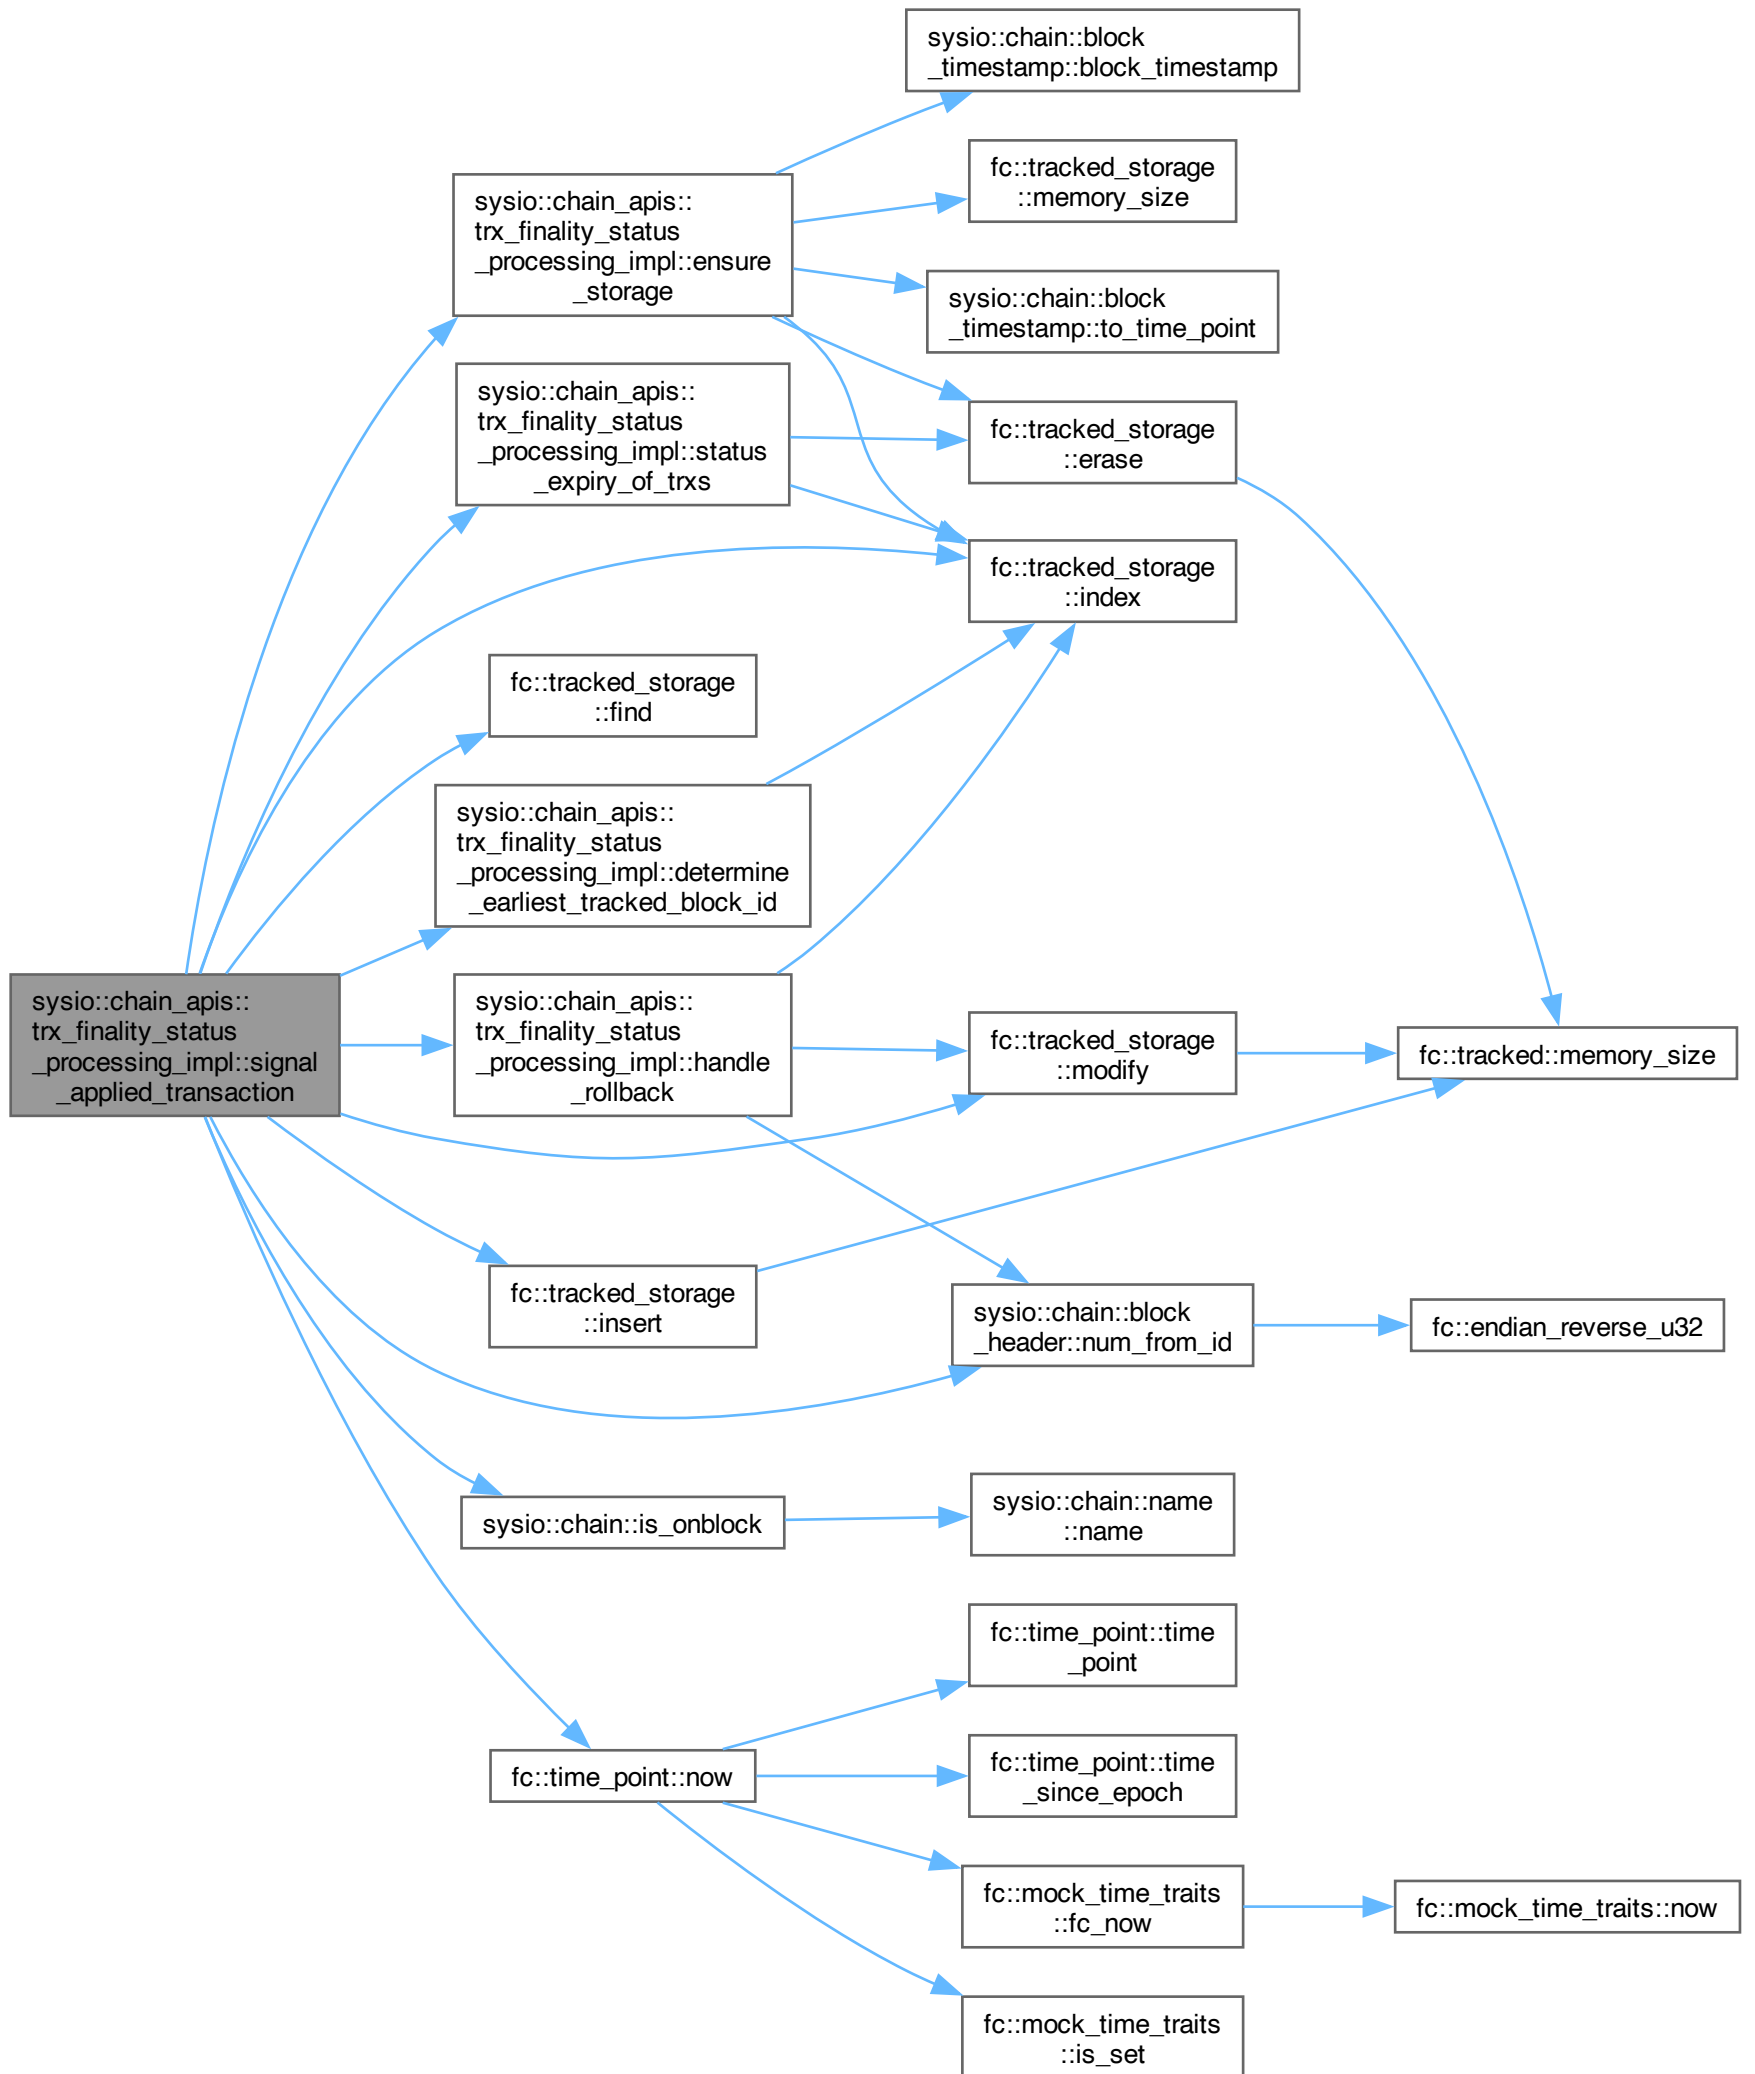 sysio::chain::block
_timestamp::block_timestamp
fc::tracked_storage
::memory_size
sysio::chain_apis::
trx_finality_status
_processing_impl::ensure
_storage
sysio::chain::block
_timestamp::to_time_point
sysio::chain_apis::
trx_finality_status
_processing_impl::status
_expiry_of_trxs
fc::tracked_storage
::erase
fc::tracked_storage
::index
fc::tracked_storage
::find
sysio::chain_apis::
trx_finality_status
_processing_impl::determine
_earliest_tracked_block_id
sysio::chain_apis::
trx_finality_status
_processing_impl::signal
_applied_transaction
sysio::chain_apis::
trx_finality_status
_processing_impl::handle
_rollback
fc::tracked_storage
::modify
fc::tracked::memory_size
fc::tracked_storage
::insert
sysio::chain::block
_header::num_from_id
fc::endian_reverse_u32
sysio::chain::is_onblock
sysio::chain::name
::name
fc::time_point::time
_point
fc::time_point::now
fc::time_point::time
_since_epoch
fc::mock_time_traits
::fc_now
fc::mock_time_traits::now
fc::mock_time_traits
::is_set